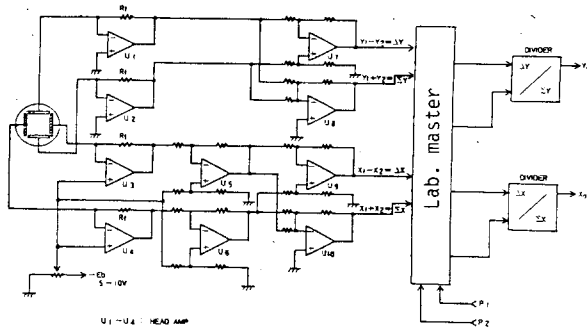 Rf
U1
Rf
U2
Rf
U3
Rf
U4
U5
U6
U7
U8
U9
U10
Y1-Y2=ΔY
Y1+Y2=ΣY
X1-X2=ΔX
X1+X2=ΣX
Lab. master
DIVIDER
ΔY
ΣY
DIVIDER
ΔX
ΣX
P1
P2
-Eb
5-10V
U1-U4 : HEAD AMP